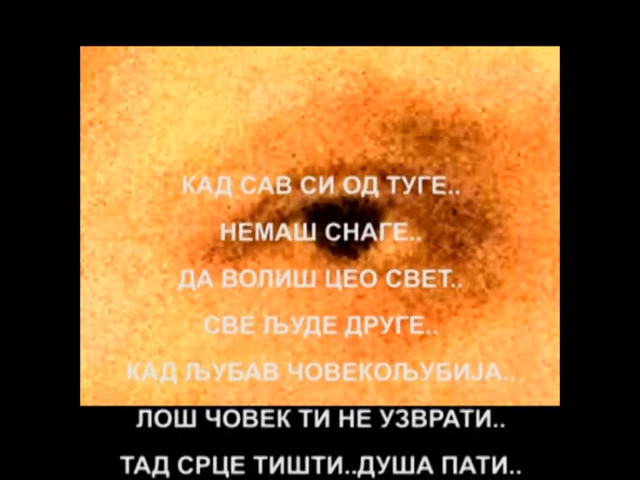 КАД САВ СИ ОД ТУГЕ..
НЕМАШ СНАГЕ..
ДА ВОЛИШ ЦЕО СВЕТ..
СВЕ ЉУДЕ ДРУГЕ..
КАД ЉУБАВ ЧОВЕКОЉУБИЈА..
ЛОШ ЧОВЕК ТИ НЕ УЗВРАТИ..
ТАД СРЦЕ ТИШТИ..ДУША ПАТИ..